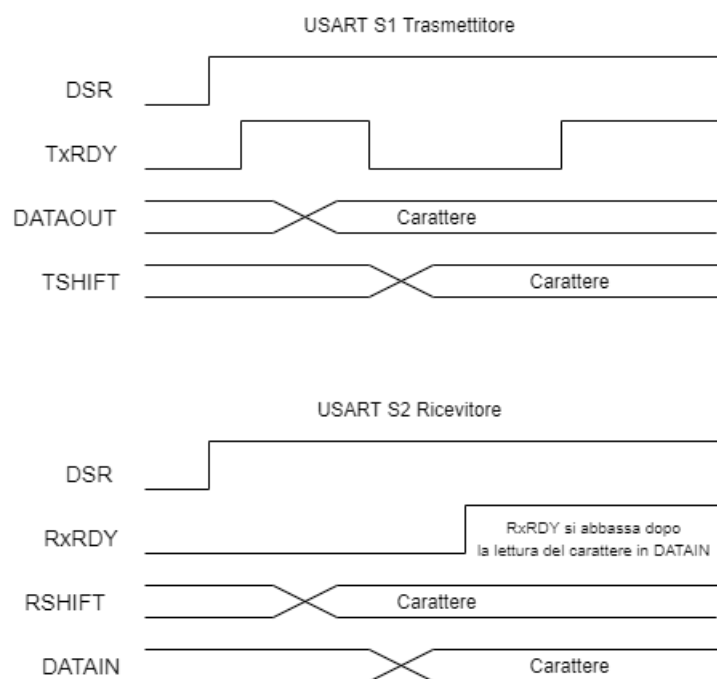 USART S1 Trasmettitore
DSR
TxRDY
DATAOUT Carattere
TSHIFT Carattere
USART S2 Ricevitore
DSR
RxRDY
RxRDY si abbassa dopo
la lettura del carattere in DATAIN
RSHIFT Carattere
DATAIN Carattere